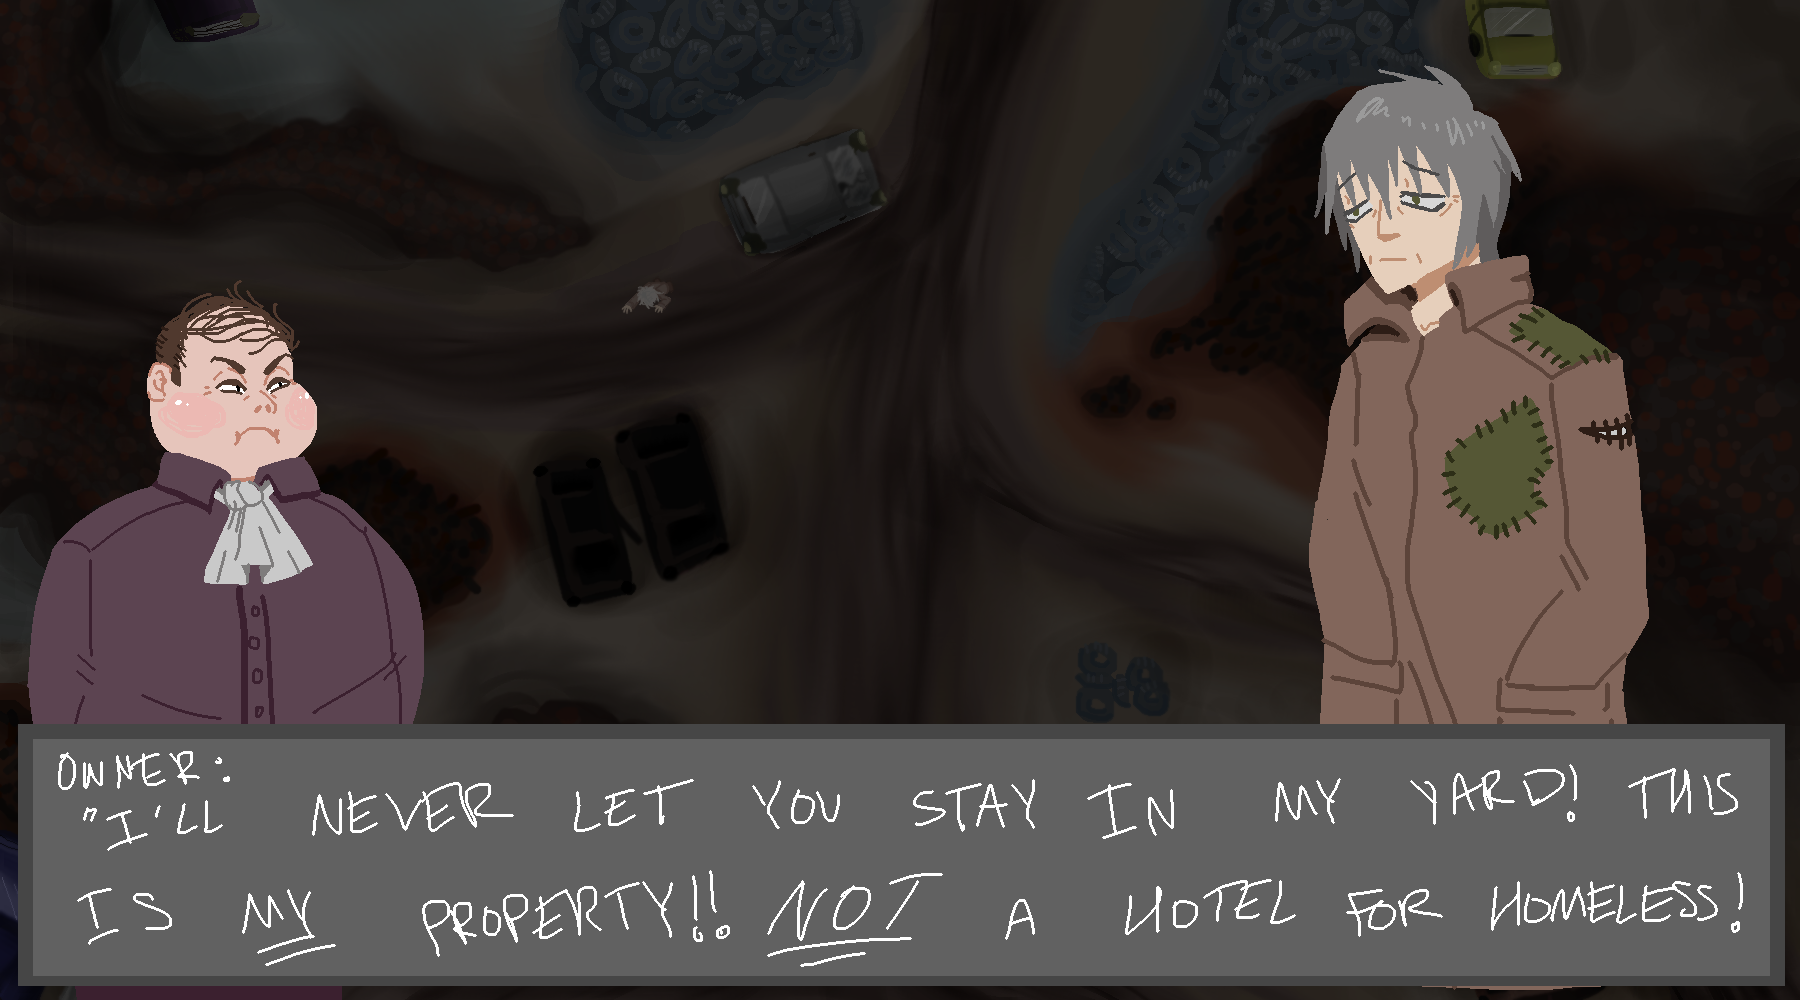 OWNER:
"I'LL NEVER LET YOU STAY IN MY YARD! THIS
IS MY PROPERTY!! NOT A HOTEL FOR HOMELESS!